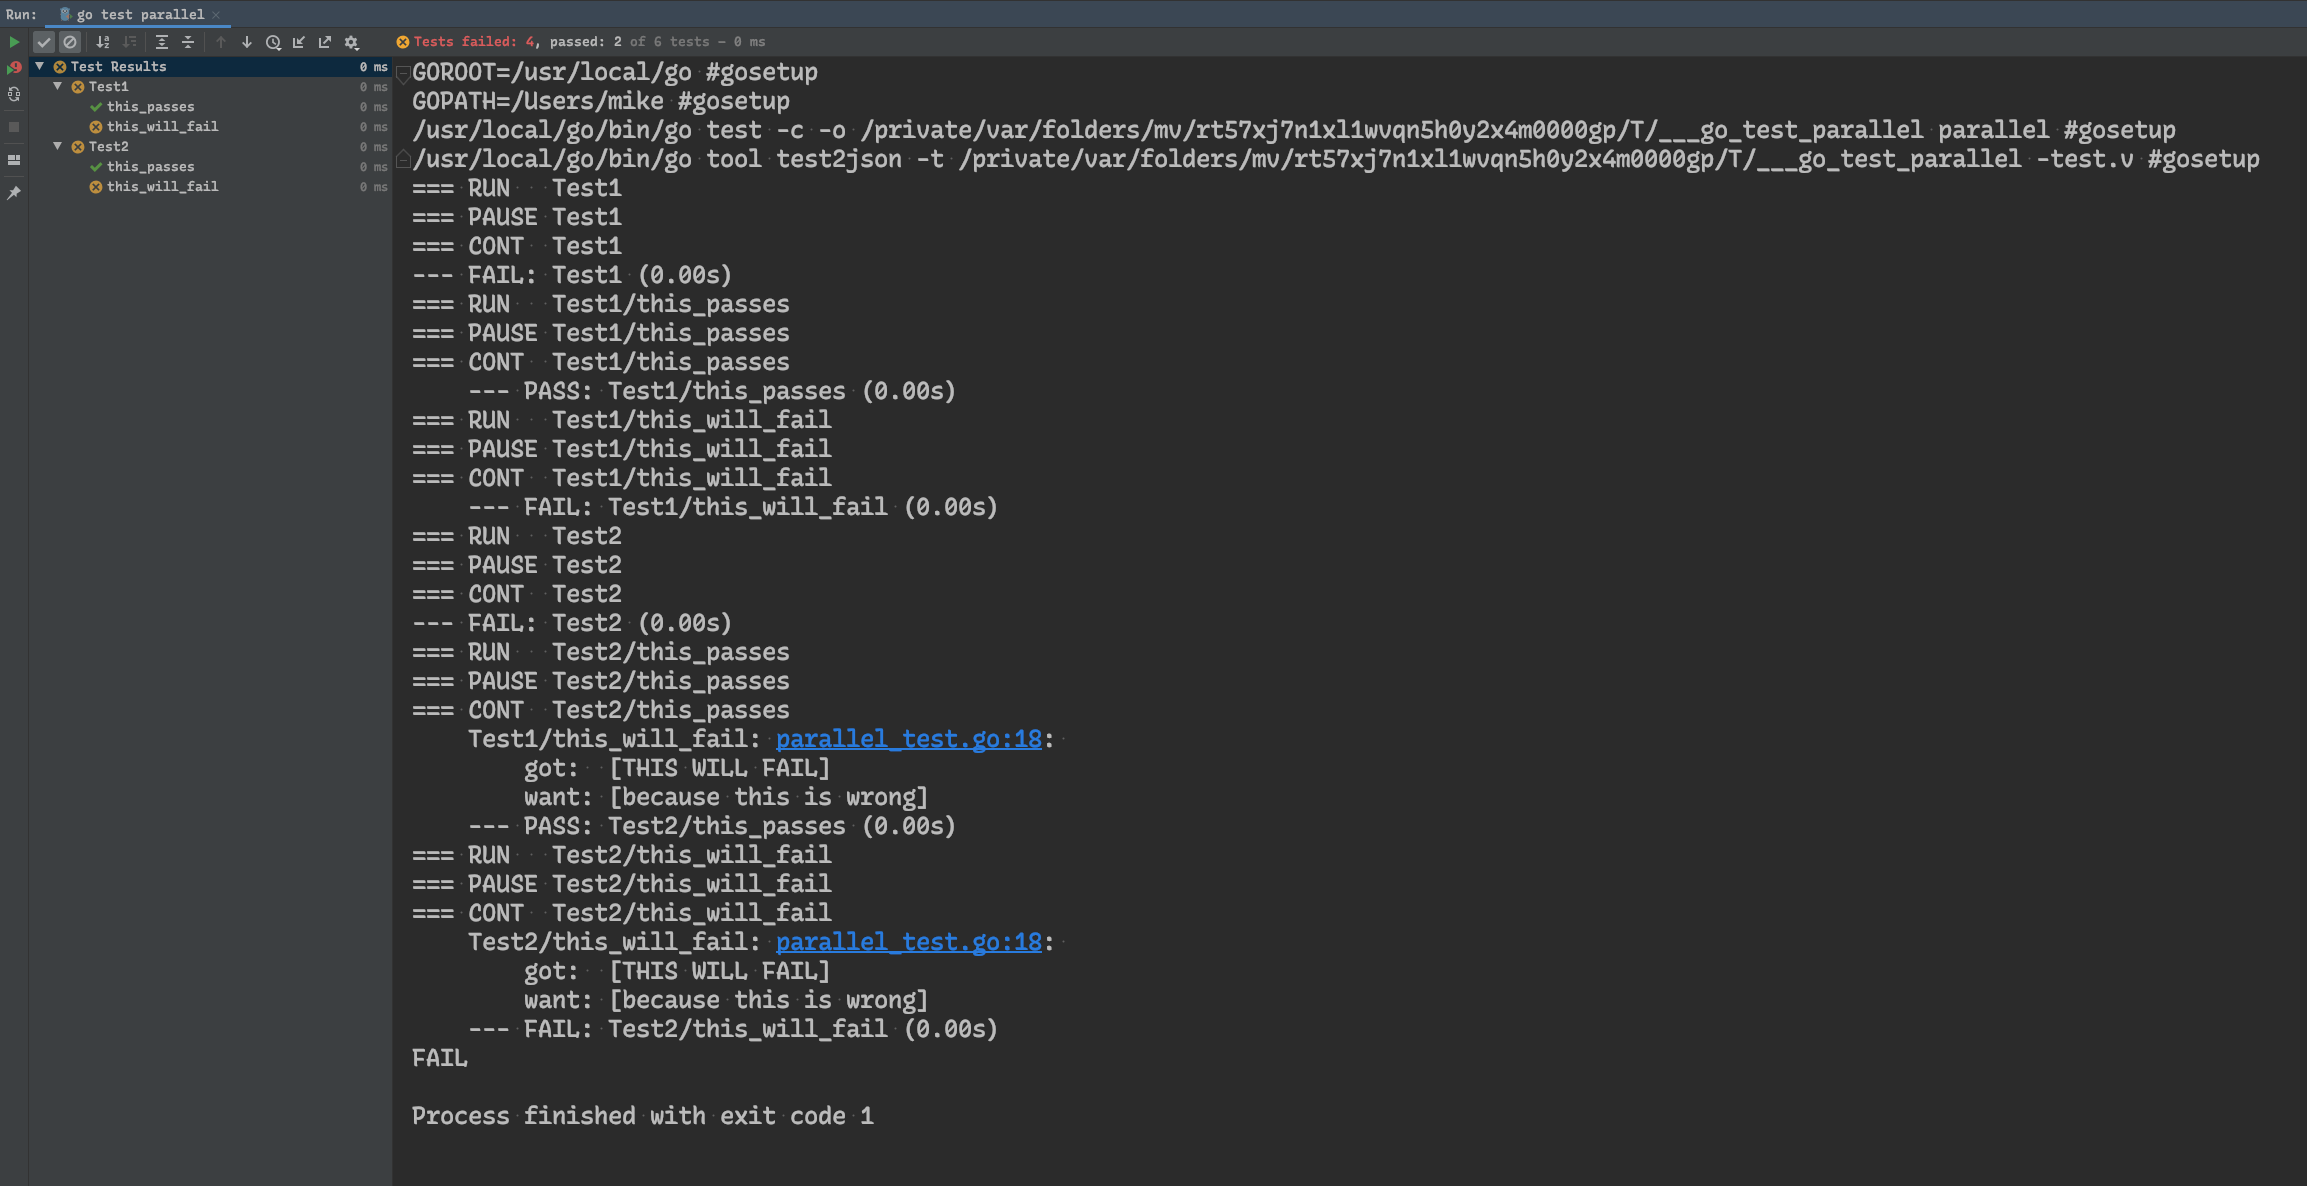 Run: go test parallel
Tests failed: 4, passed: 2 of 6 tests – 0 ms
Test Results 0 ms
Test1 0 ms
this_passes 0 ms
this_will_fail 0 ms
Test2 0 ms
this_passes 0 ms
this_will_fail 0 ms
GOROOT=/usr/local/go #gosetup
GOPATH=/Users/mike #gosetup
/usr/local/go/bin/go test -c -o /private/var/folders/mv/rt57xj7n1xl1wvqn5h0y2x4m0000gp/T/___go_test_parallel parallel #gosetup
/usr/local/go/bin/go tool test2json -t /private/var/folders/mv/rt57xj7n1xl1wvqn5h0y2x4m0000gp/T/___go_test_parallel -test.v #gosetup
=== RUN   Test1
=== PAUSE Test1
=== CONT  Test1
--- FAIL: Test1 (0.00s)
=== RUN   Test1/this_passes
=== PAUSE Test1/this_passes
=== CONT  Test1/this_passes
    --- PASS: Test1/this_passes (0.00s)
=== RUN   Test1/this_will_fail
=== PAUSE Test1/this_will_fail
=== CONT  Test1/this_will_fail
    --- FAIL: Test1/this_will_fail (0.00s)
=== RUN   Test2
=== PAUSE Test2
=== CONT  Test2
--- FAIL: Test2 (0.00s)
=== RUN   Test2/this_passes
=== PAUSE Test2/this_passes
=== CONT  Test2/this_passes
    Test1/this_will_fail: parallel_test.go:18:
        got:  [THIS WILL FAIL]
        want: [because this is wrong]
    --- PASS: Test2/this_passes (0.00s)
=== RUN   Test2/this_will_fail
=== PAUSE Test2/this_will_fail
=== CONT  Test2/this_will_fail
    Test2/this_will_fail: parallel_test.go:18:
        got:  [THIS WILL FAIL]
        want: [because this is wrong]
    --- FAIL: Test2/this_will_fail (0.00s)
FAIL
Process finished with exit code 1